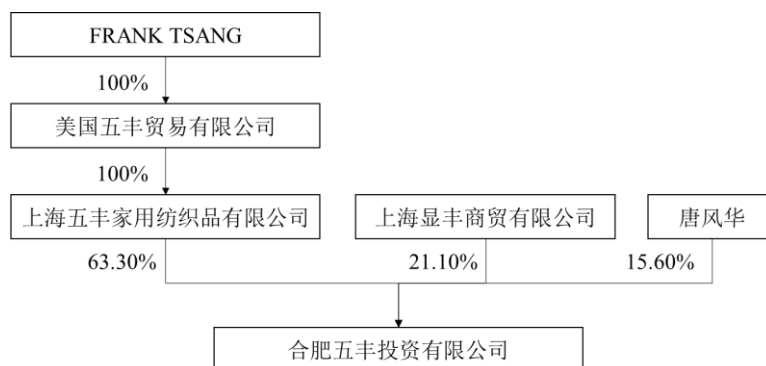 FRANK TSANG
100%
美国五丰贸易有限公司
100%
上海五丰家用纺织品有限公司
上海显丰商贸有限公司
唐风华
63.30%
21.10%
15.60%
合肥五丰投资有限公司